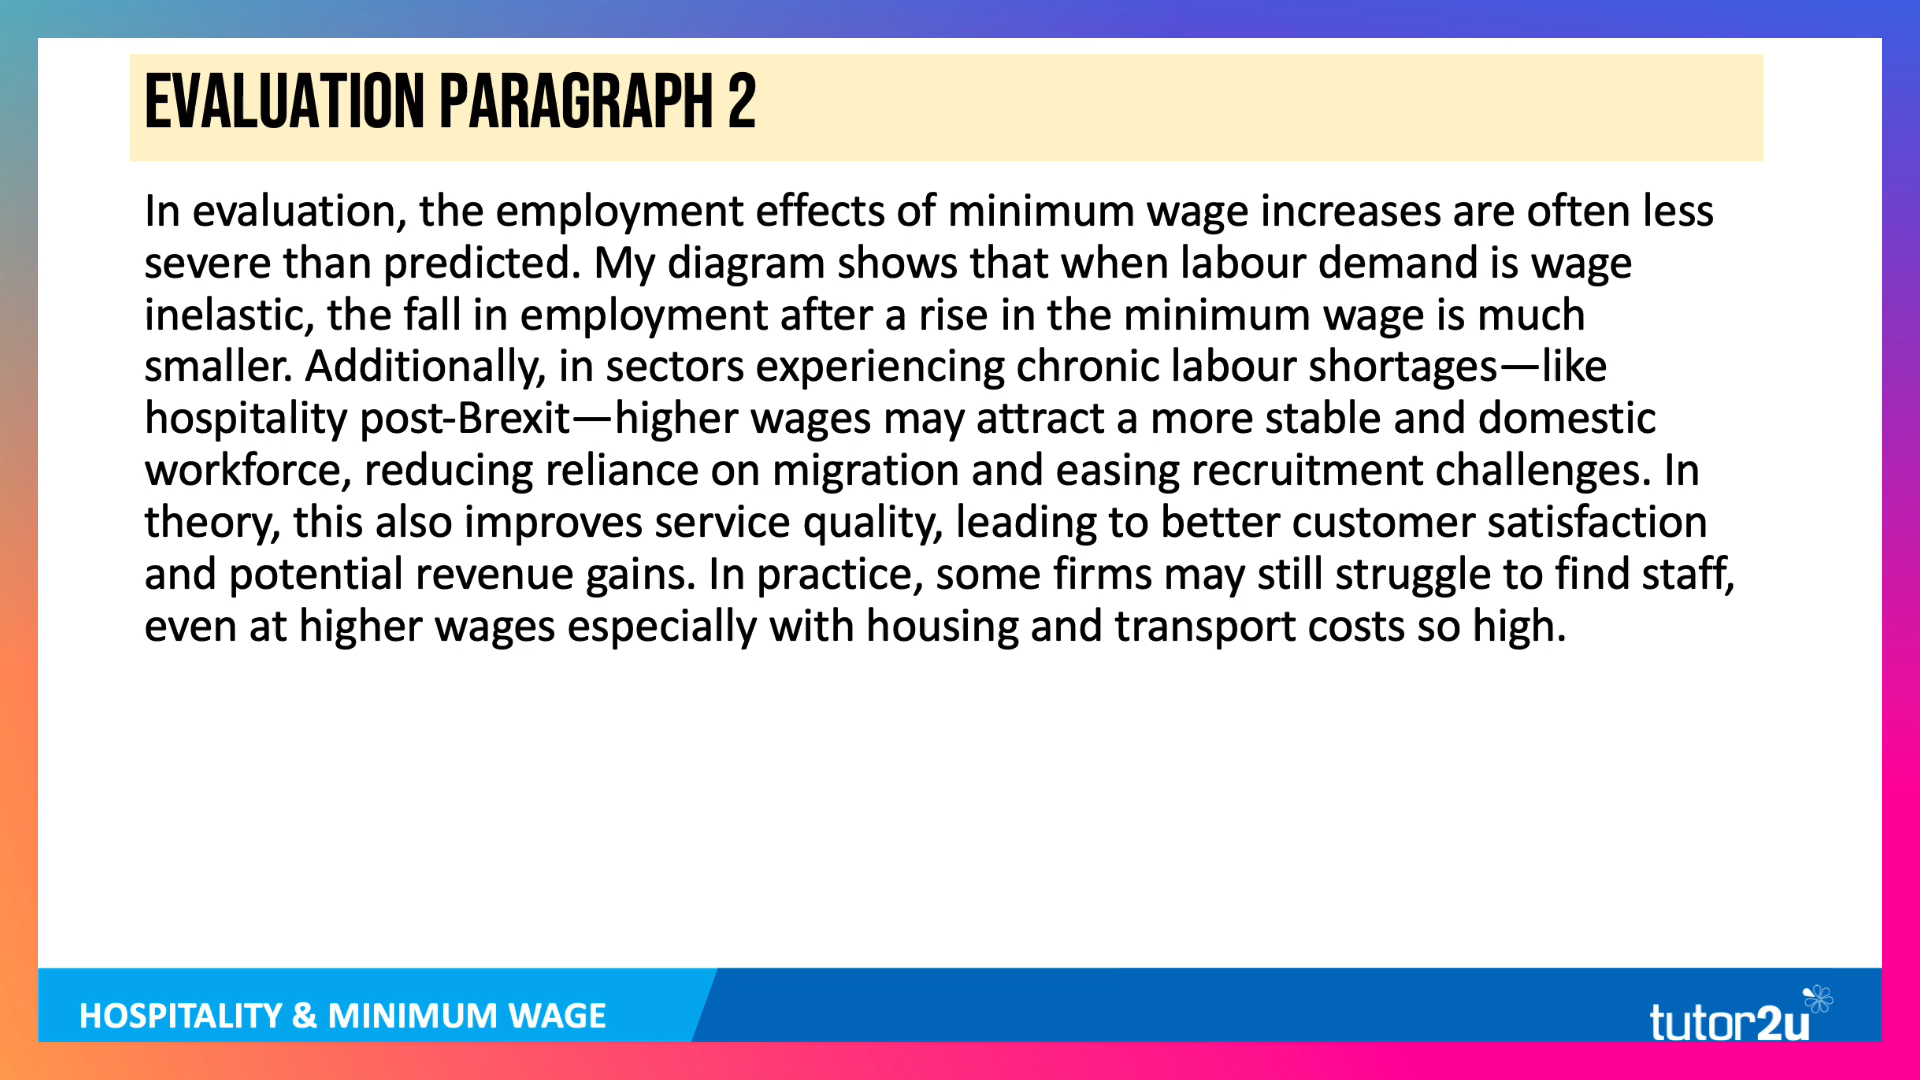 EVALUATION PARAGRAPH 2
In evaluation, the employment effects of minimum wage increases are often less
severe than predicted. My diagram shows that when labour demand is wage
inelastic, the fall in employment after a rise in the minimum wage is much
smaller. Additionally, in sectors experiencing chronic labour shortages—like
hospitality post-Brexit—higher wages may attract a more stable and domestic
workforce, reducing reliance on migration and easing recruitment challenges. In
theory, this also improves service quality, leading to better customer satisfaction
and potential revenue gains. In practice, some firms may still struggle to find staff,
even at higher wages especially with housing and transport costs so high.
HOSPITALITY & MINIMUM WAGE
tutor2u